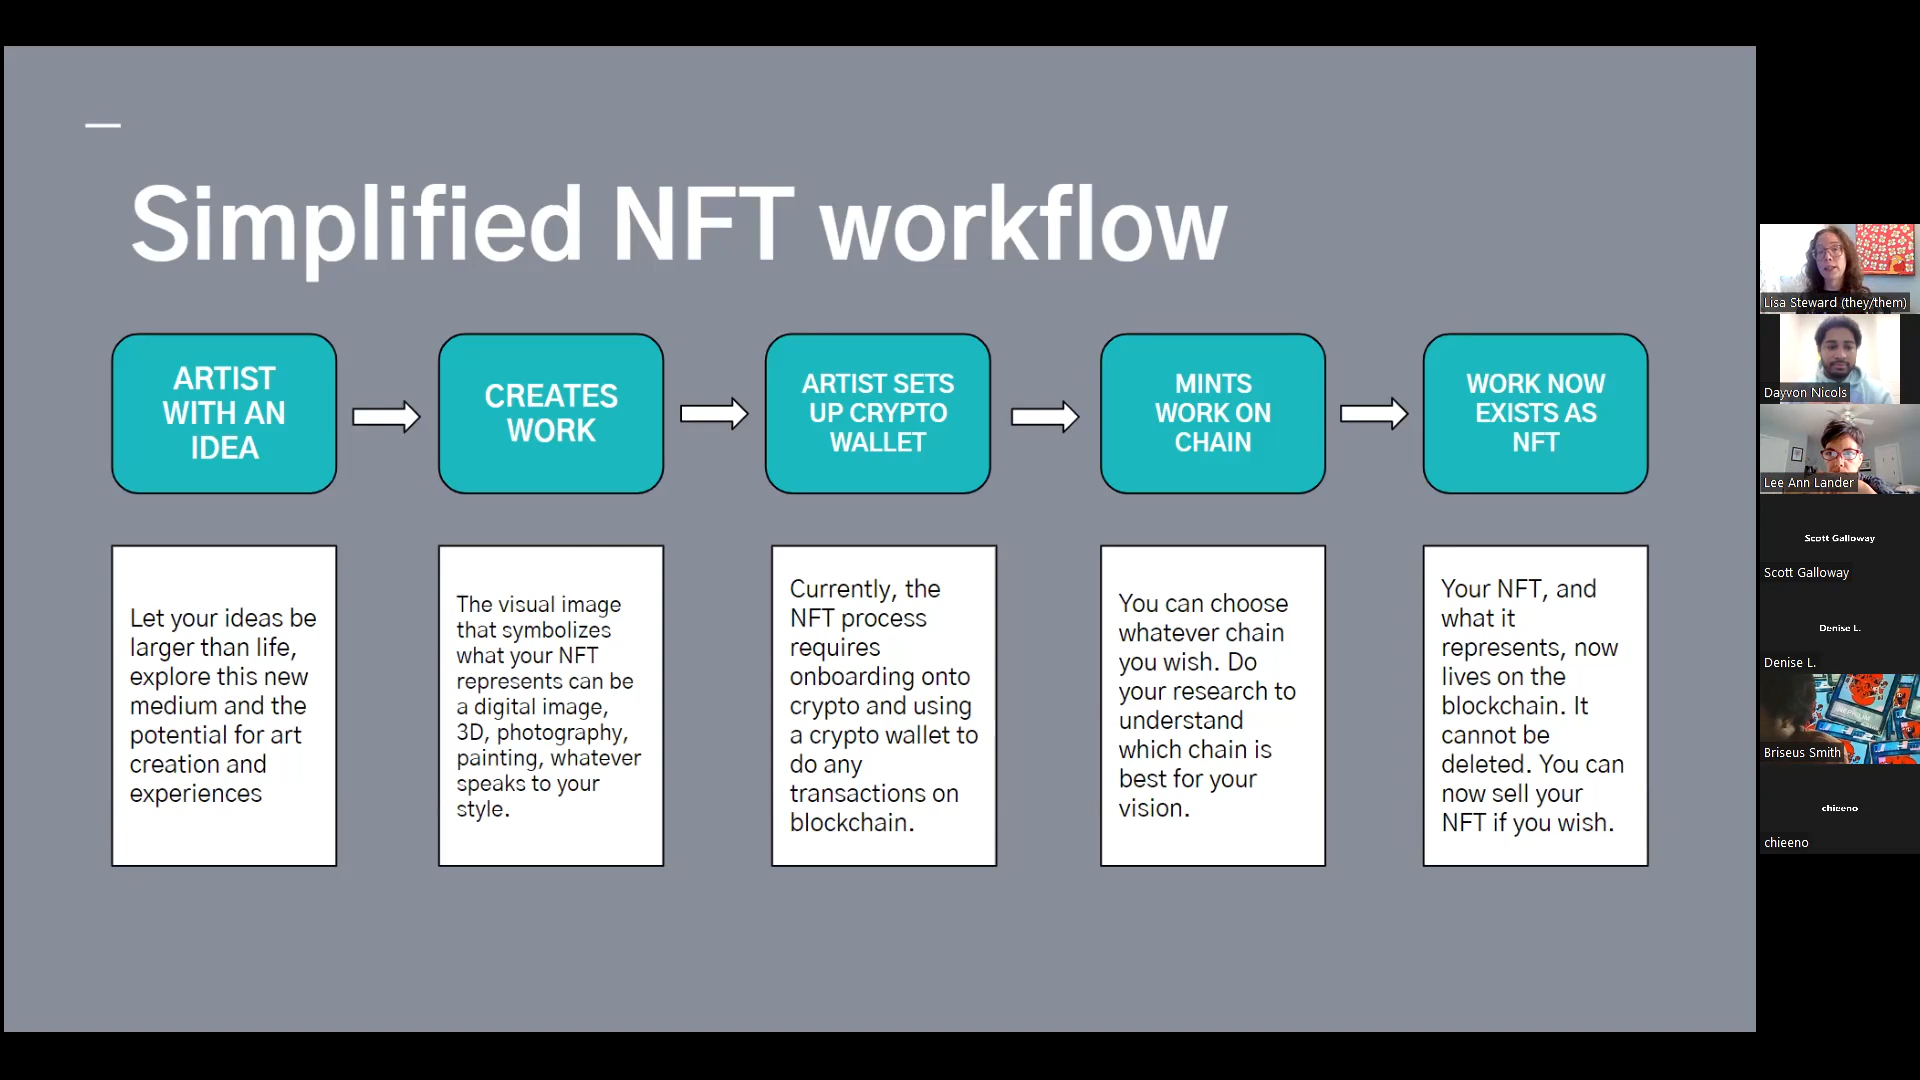 Simplified NFT workflow
ARTIST
WITH AN
IDEA
CREATES
WORK
ARTIST SETS
UP CRYPTO
WALLET
MINTS
WORK ON
CHAIN
WORK NOW
EXISTS AS
NFT
Let your ideas be
larger than life,
explore this new
medium and the
potential for art
creation and
experiences
The visual image
that symbolizes
what your NFT
represents can be
a digital image,
3D, photography,
painting, whatever
speaks to your
style.
Currently, the
NFT process
requires
onboarding onto
crypto and using
a crypto wallet to
do any
transactions on
blockchain.
You can choose
whatever chain
you wish. Do
your research to
understand
which chain is
best for your
vision.
Your NFT, and
what it
represents, now
lives on the
blockchain. It
cannot be
deleted. You can
now sell your
NFT if you wish.
Lisa Steward (they/them)
Dayvon Nicols
Lee Ann Lander
Scott Galloway
Scott Galloway
Denise L.
Denise L.
Briseus Smith
chieeno
chieeno